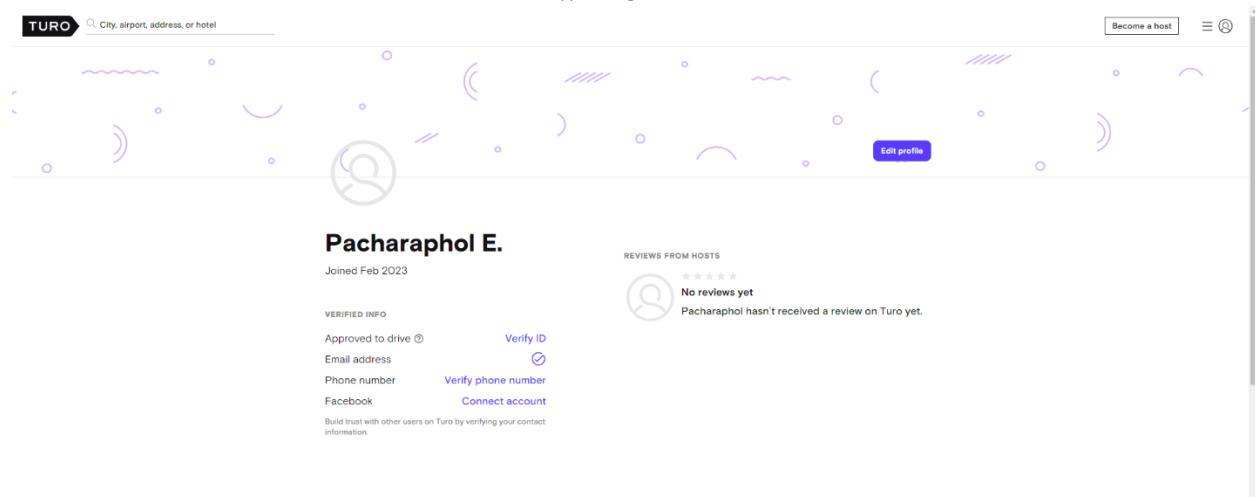 TURO
City, airport, address, or hotel
Become a host
Edit profile
Pacharaphol E.
Joined Feb 2023
VERIFIED INFO
Approved to drive
Verify ID
Email address
Phone number
Verify phone number
Facebook
Connect account
Build trust with other users on Turo by verifying your contact
information.
REVIEWS FROM HOSTS
No reviews yet
Pacharaphol hasn't received a review on Turo yet.